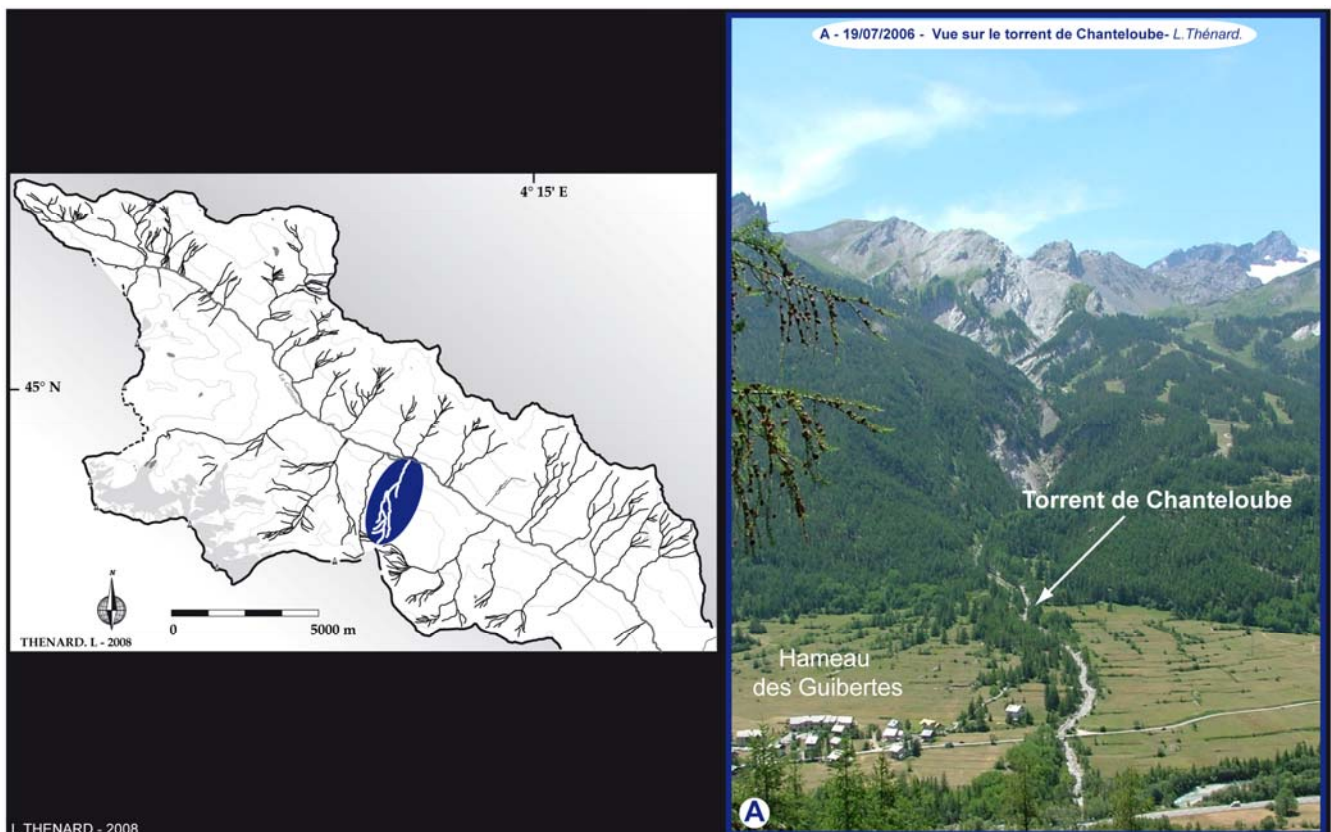 A - 19/07/2006 - Vue sur le torrent de Chanteloube- L.Thénard.
4° 15' E
45° N
N
0 5000 m
THENARD. L - 2008
Torrent de Chanteloube
Hameau
des Guibertes
A
L.THENARD - 2008